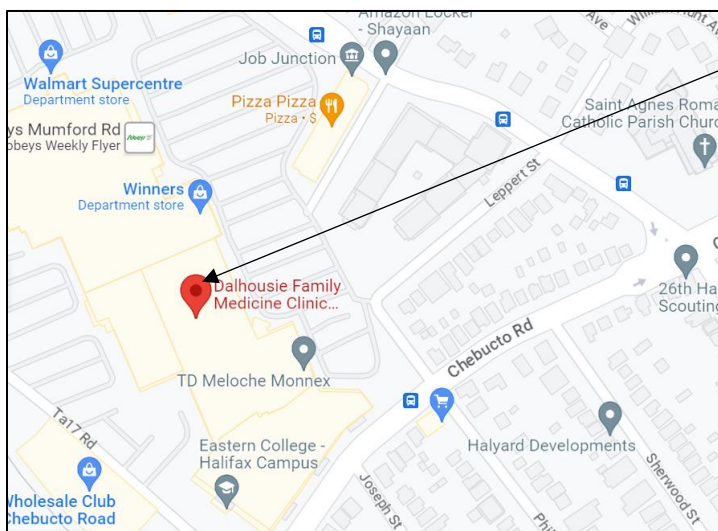 Amazon Locker
- Shayaan
Ave
Job Junction
Walmart Supercentre
Department store
Pizza Pizza
Pizza • $
Saint Agnes Roma
Catholic Parish Churc
ys Mumford Rd
obeys Weekly Flyer
Winners
Department store
Leppert St
Dalhousie Family
Medicine Clinic...
26th Ha
Scouting
Chebucto Rd
TD Meloche Monnex
Ta17 Rd
Eastern College -
Halifax Campus
Halyard Developments
Wholesale Club
Chebucto Road
Joseph St
Sherwood St